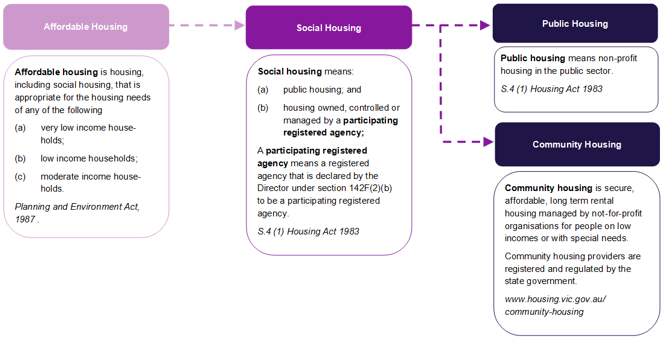 Affordable Housing
Affordable housing is housing,
including social housing, that is
appropriate for the housing needs
of any of the following
(a) very low income house-
holds;
(b) low income households;
(c) moderate income house-
holds.
Planning and Environment Act,
1987 .
Social Housing
Social housing means:
(a) public housing; and
(b) housing owned, controlled or
managed by a participating
registered agency;
A participating registered
agency means a registered
agency that is declared by the
Director under section 142F(2)(b)
to be a participating registered
agency.
S.4 (1) Housing Act 1983
Public Housing
Public housing means non-profit
housing in the public sector.
S.4 (1) Housing Act 1983
Community Housing
Community housing is secure,
affordable, long term rental
housing managed by not-for-profit
organisations for people on low
incomes or with special needs.
Community housing providers are
registered and regulated by the
state government.
www.housing.vic.gov.au/
community-housing